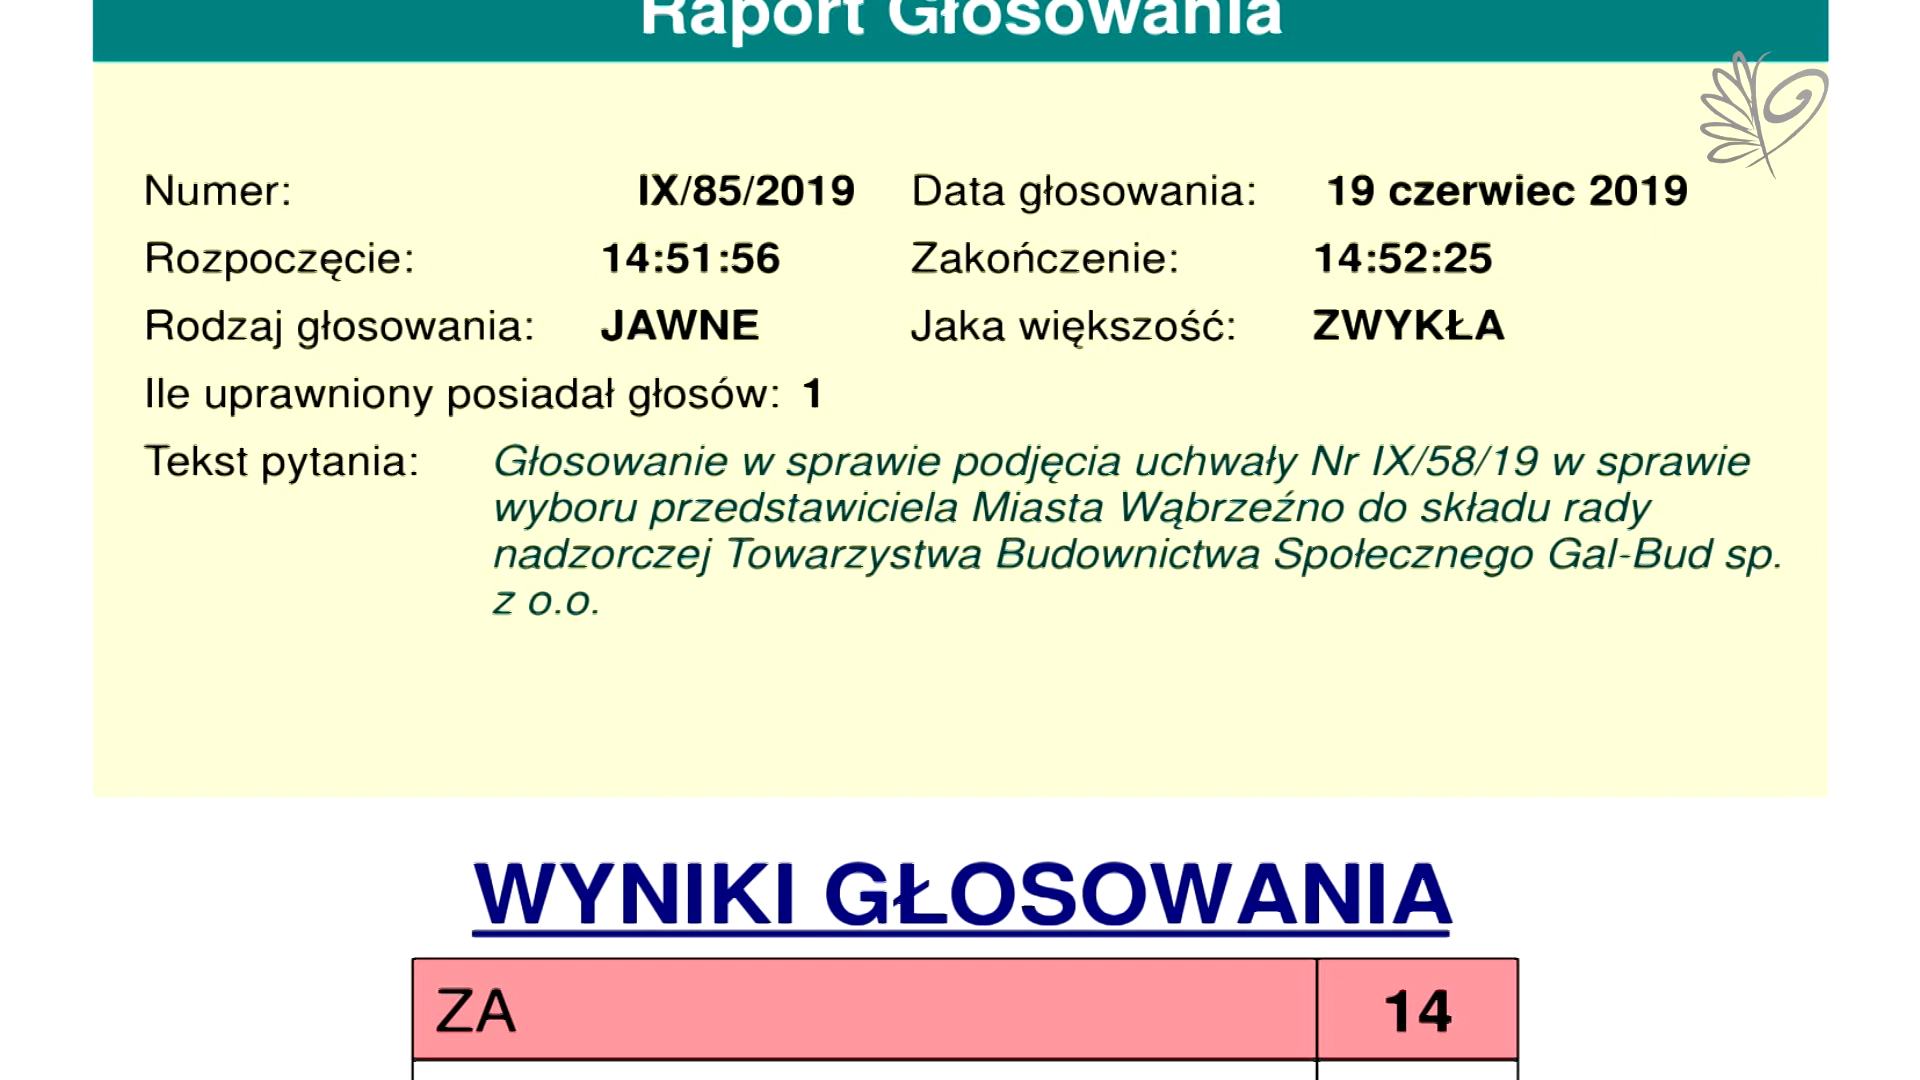 Raport Głosowania
Numer: IX/85/2019 Data głosowania: 19 czerwiec 2019
Rozpoczęcie: 14:51:56 Zakończenie: 14:52:25
Rodzaj głosowania: JAWNE Jaka większość: ZWYKŁA
Ile uprawniony posiadał głosów: 1
Tekst pytania: Głosowanie w sprawie podjęcia uchwały Nr IX/58/19 w sprawie
wyboru przedstawiciela Miasta Wąbrzeźno do składu rady
nadzorczej Towarzystwa Budownictwa Społecznego Gal-Bud sp.
z o.o.
WYNIKI GŁOSOWANIA
ZA 14